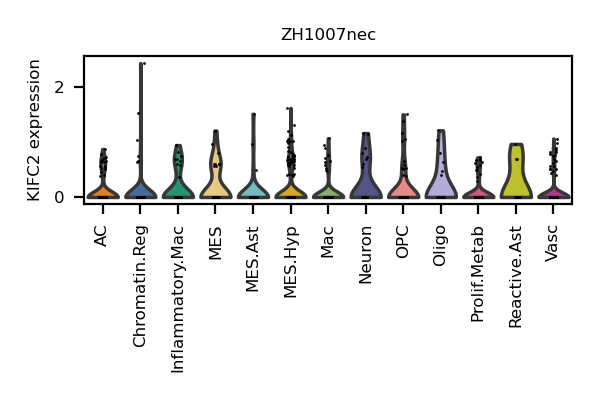 ZH1007nec
KIFC2 expression
2
0
AC
Chromatin.Reg
Inflammatory.Mac
MES
MES.Ast
MES.Hyp
Mac
Neuron
OPC
Oligo
Prolif.Metab
Reactive.Ast
Vasc